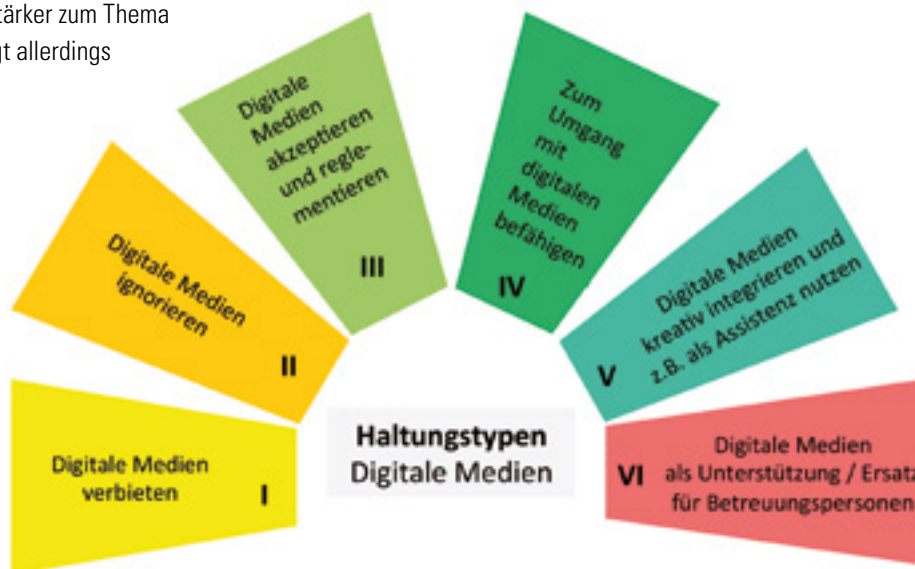 tärker zum Thema
gt allerdings
Digitale Medien
verbieten
I
Digitale Medien
ignorieren
II
Digitale
Medien
akzeptieren
und regle-
mentieren
III
Zum
Umgang
mit
digitalen
Medien
befähigen
IV
Digitale Medien
kreativ integrieren und
z.B. als Assistenz nutzen
V
Digitale Medien
als Unterstützung / Ersatz
für Betreuungspersonen
VI
Haltungstypen
Digitale Medien